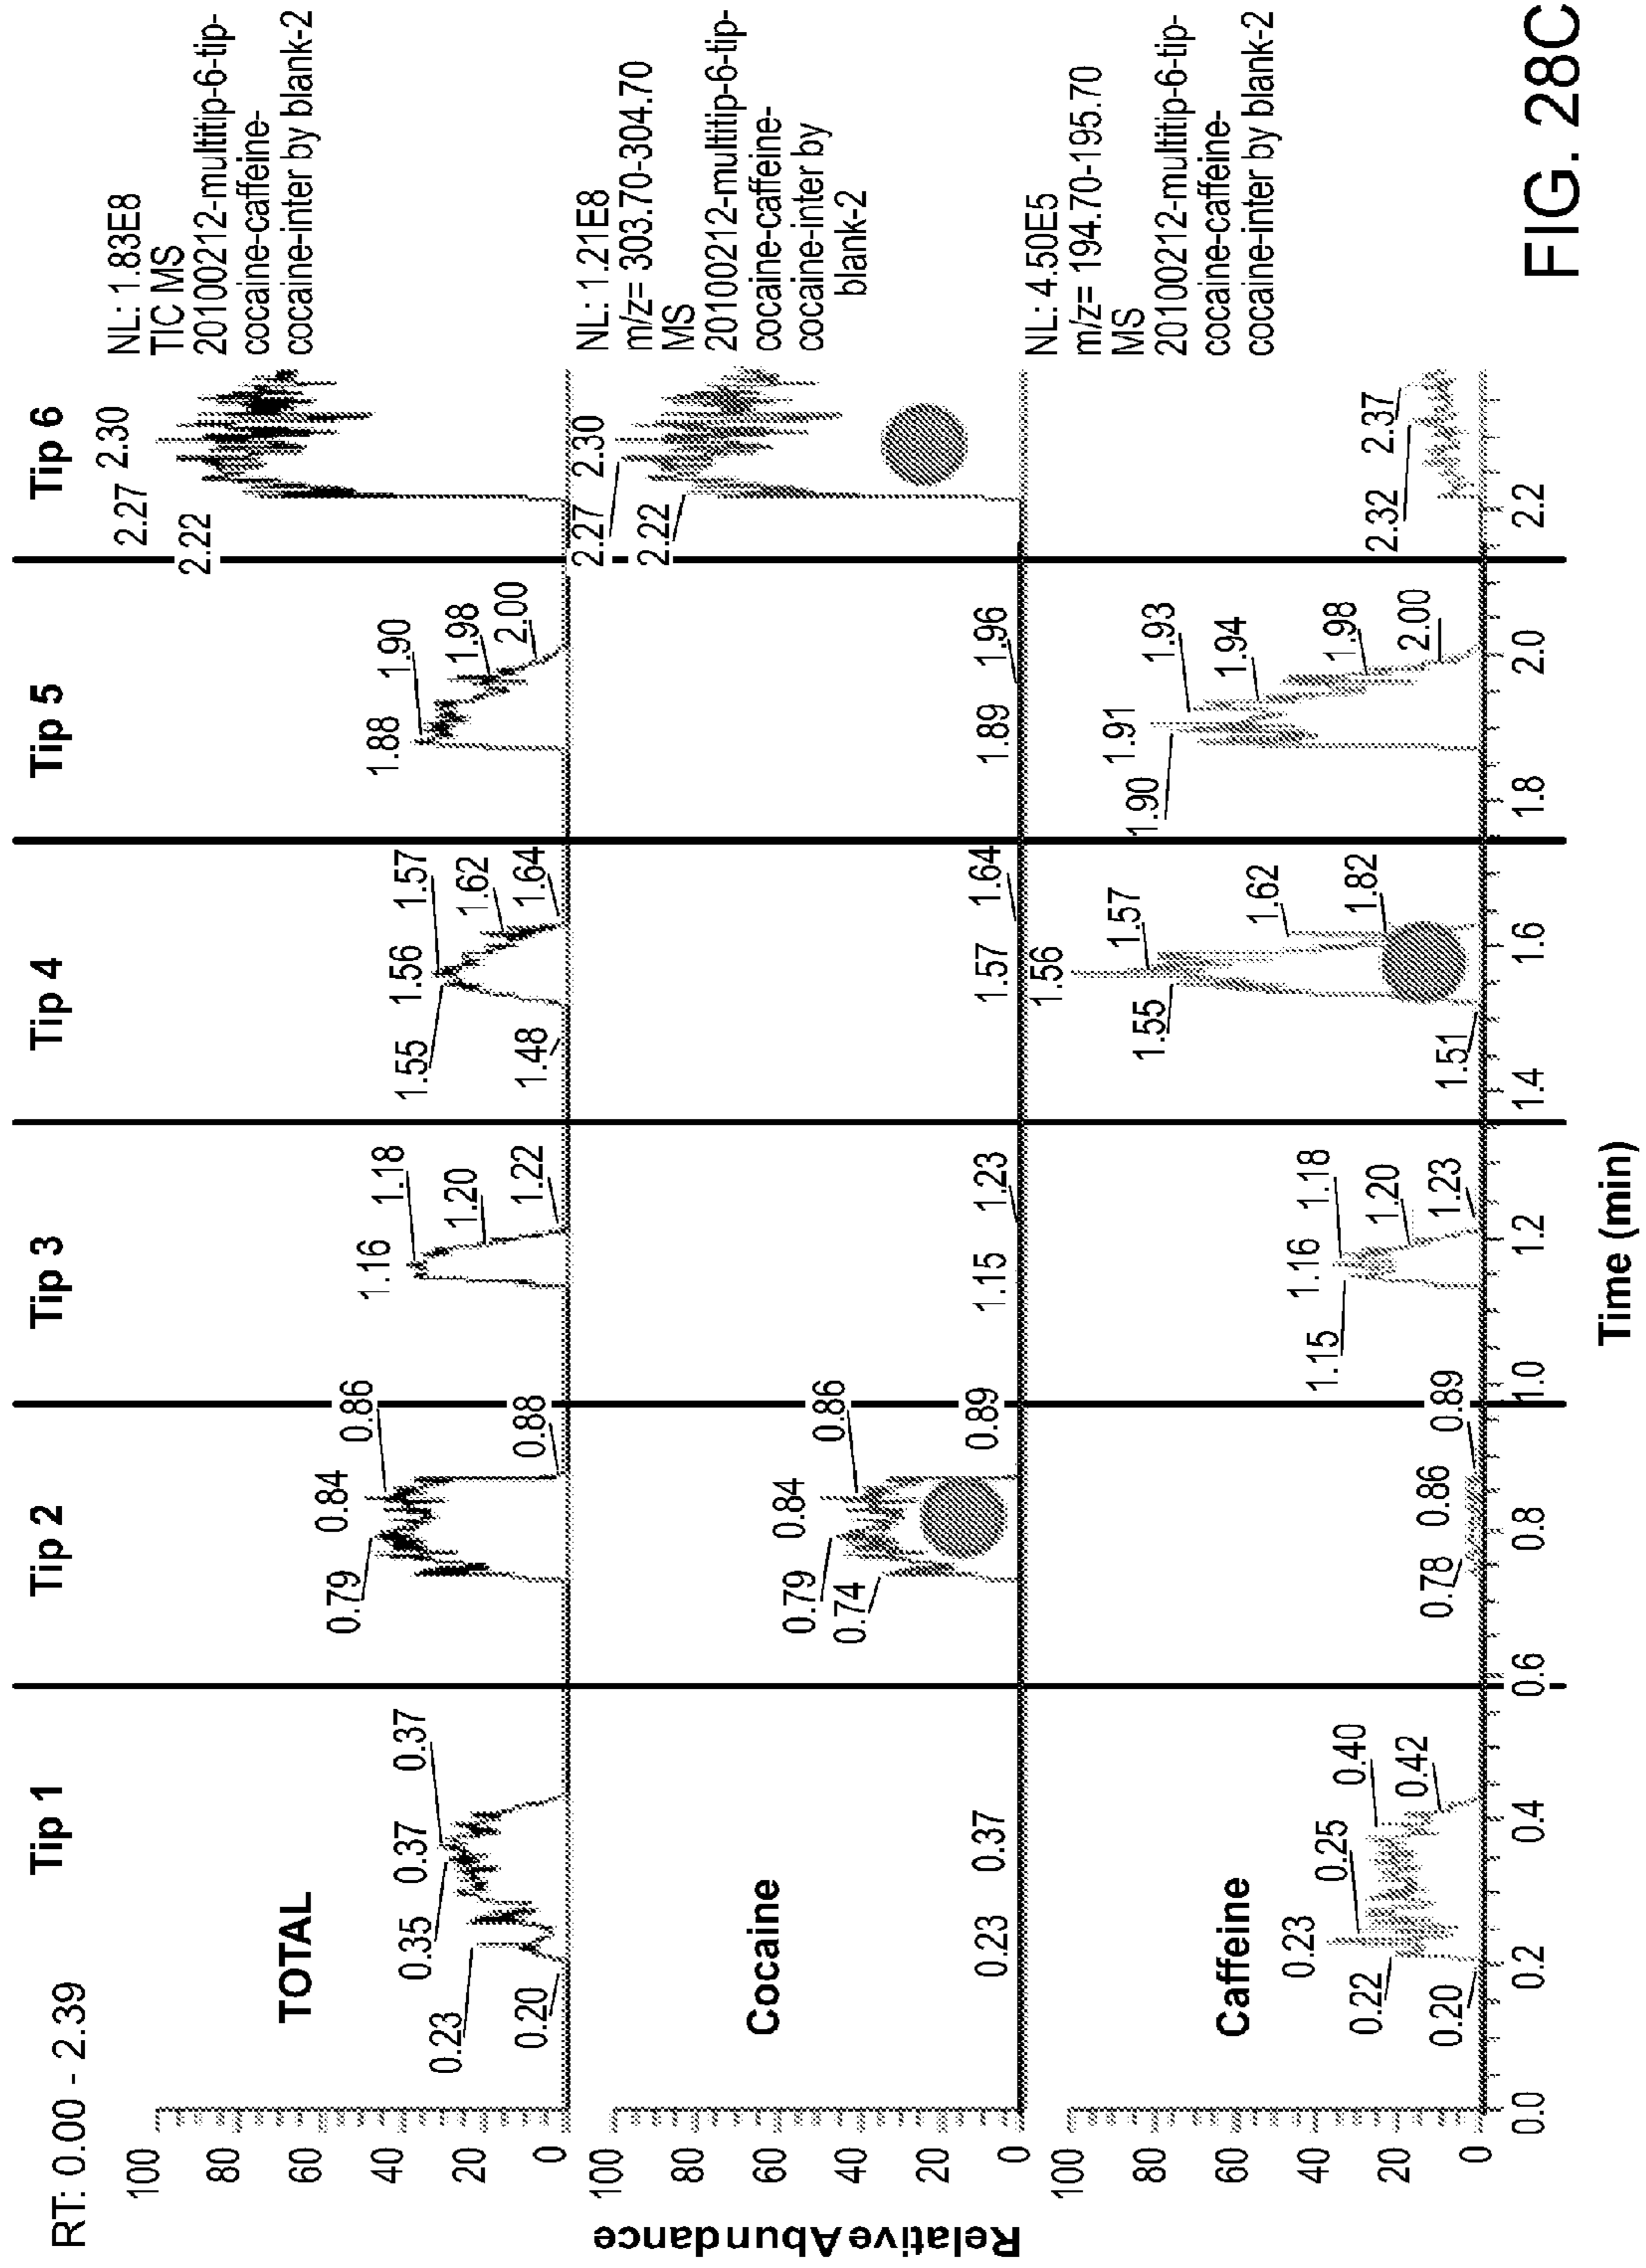 RT: 0.00 - 2.39
Tip 1
Tip 2
Tip 3
Tip 4
Tip 5
Tip 6
Relative Abundance
100
80
60
40
20
0
TOTAL
0.20
0.23
0.35
0.37
0.37
0.79
0.84
0.86
0.88
1.16
1.18
1.20
1.22
1.48
1.55
1.56
1.57
1.62
1.64
1.88
1.90
1.98
2.00
2.22
2.27
2.30
NL: 1.83E8
TIC MS
20100212-multitip-6-tip-
cocaine-caffeine-
cocaine-inter by blank-2
100
80
60
40
20
0
Cocaine
0.23
0.37
0.74
0.79
0.84
0.86
0.89
1.15
1.23
1.57
1.64
1.89
1.96
2.22
2.27
2.30
NL: 1.21E8
m/z= 303.70-304.70
MS
20100212-multitip-6-tip-
cocaine-caffeine-
cocaine-inter by
blank-2
100
80
60
40
20
0
Caffeine
0.20
0.22
0.23
0.25
0.40
0.42
0.78
0.86
0.89
1.15
1.16
1.18
1.20
1.23
1.51
1.55
1.56
1.57
1.62
1.82
1.90
1.91
1.93
1.94
1.98
2.00
2.32
2.37
NL: 4.50E5
m/z= 194.70-195.70
MS
20100212-multitip-6-tip-
cocaine-caffeine-
cocaine-inter by blank-2
0.0 0.2 0.4 0.6 0.8 1.0 1.2 1.4 1.6 1.8 2.0 2.2
Time (min)
FIG. 28C